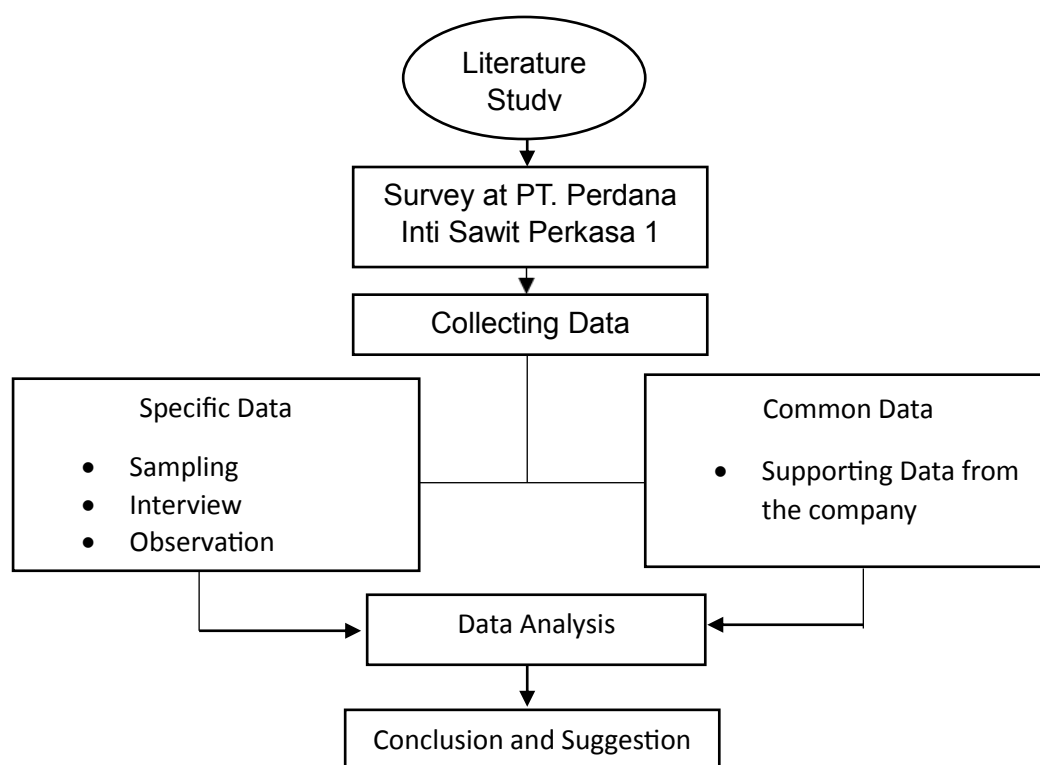 Literature
Study
Survey at PT. Perdana
Inti Sawit Perkasa 1
Collecting Data
Specific Data
• Sampling
• Interview
• Observation
Common Data
• Supporting Data from
the company
Data Analysis
Conclusion and Suggestion